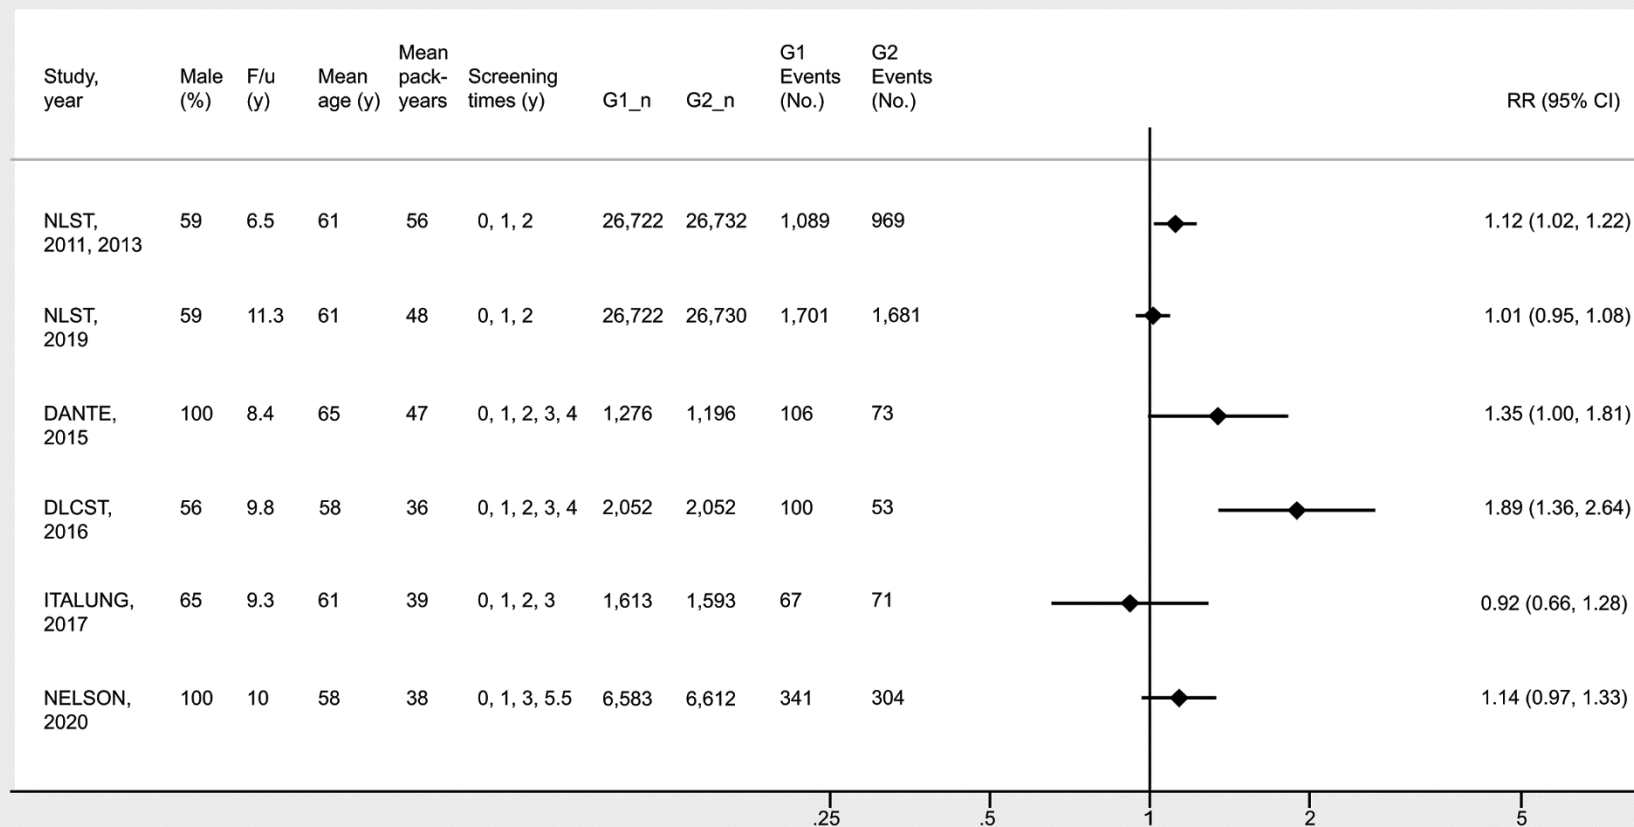 Study, year Male (%) F/u (y) Mean age (y) Mean pack-years Screening times (y) G1_n G2_n G1 Events (No.) G2 Events (No.) RR (95% CI)
NLST, 2011, 2013 59 6.5 61 56 0, 1, 2 26,722 26,732 1,089 969 1.12 (1.02, 1.22)
NLST, 2019 59 11.3 61 48 0, 1, 2 26,722 26,730 1,701 1,681 1.01 (0.95, 1.08)
DANTE, 2015 100 8.4 65 47 0, 1, 2, 3, 4 1,276 1,196 106 73 1.35 (1.00, 1.81)
DLCST, 2016 56 9.8 58 36 0, 1, 2, 3, 4 2,052 2,052 100 53 1.89 (1.36, 2.64)
ITALUNG, 2017 65 9.3 61 39 0, 1, 2, 3 1,613 1,593 67 71 0.92 (0.66, 1.28)
NELSON, 2020 100 10 58 38 0, 1, 3, 5.5 6,583 6,612 341 304 1.14 (0.97, 1.33)
.25 .5 1 2 5